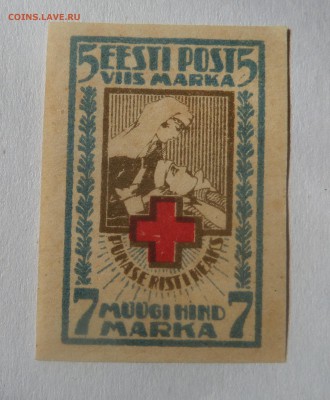 COINS.LAVE.RU
5 EESTI POST 5
VIIS MARKA
PUNASE RISTI HEAKS
7 MÜÜGI HIND 7
MARKA